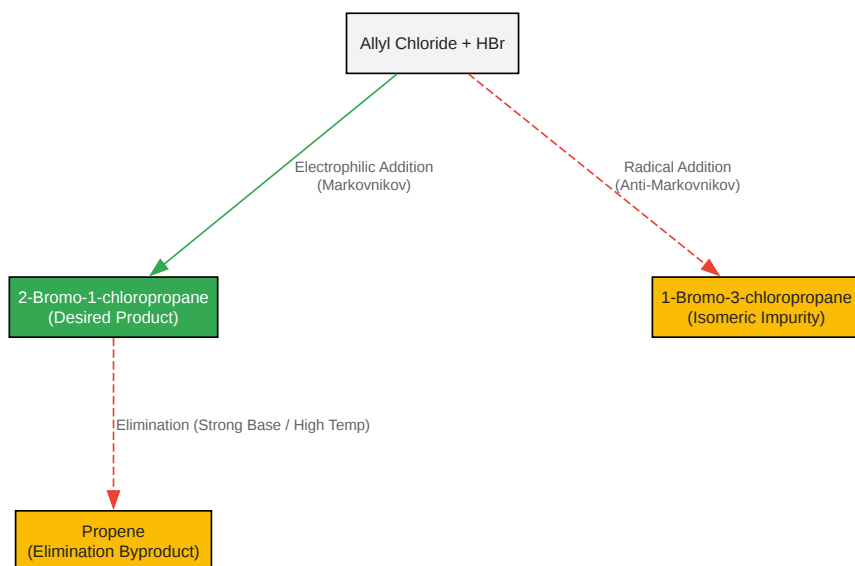 Allyl Chloride + HBr
Electrophilic Addition
(Markovnikov)
Radical Addition
(Anti-Markovnikov)
2-Bromo-1-chloropropane
(Desired Product)
1-Bromo-3-chloropropane
(Isomeric Impurity)
Elimination (Strong Base / High Temp)
Propene
(Elimination Byproduct)